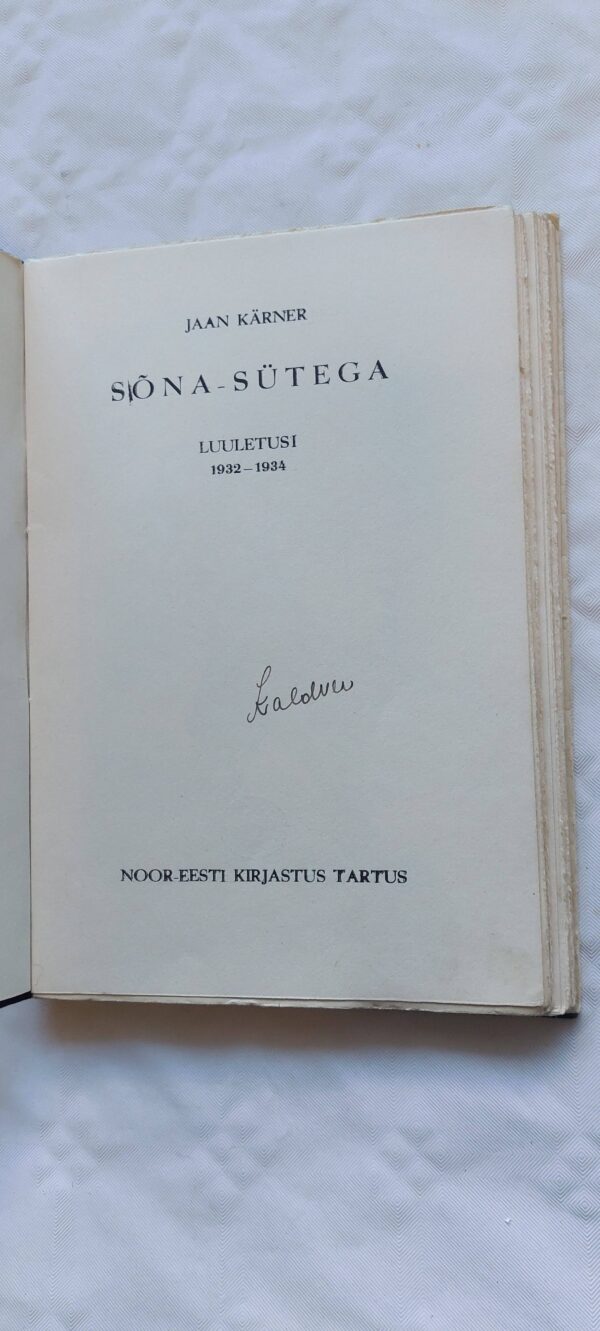 JAAN KÄRNER
SÕNA-SÜTEGA
LUULETUSI
1932–1934
NOOR-EESTI KIRJASTUS TARTUS